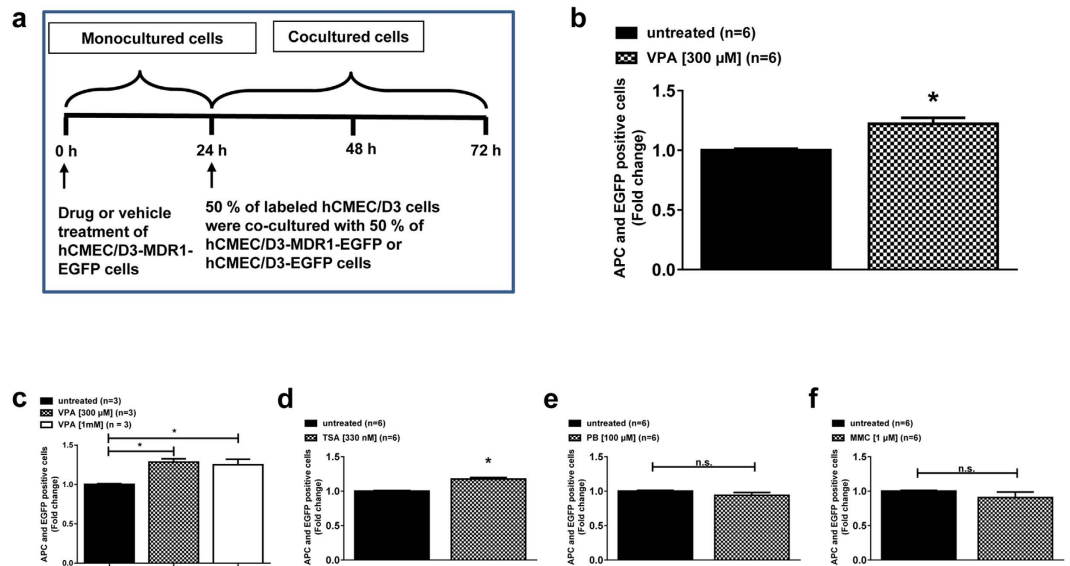 a
Monocultured cells
Cocultured cells
0 h
24 h
48 h
72 h
Drug or vehicle
treatment of
hCMEC/D3-MDR1-
EGFP cells
50 % of labeled hCMEC/D3 cells
were co-cultured with 50 % of
hCMEC/D3-MDR1-EGFP or
hCMEC/D3-EGFP cells
b
untreated (n=6)
VPA [300 µM] (n=6)
APC and EGFP positive cells
(Fold change)
1.5
1.0
0.5
0.0
*
c
untreated (n=3)
VPA [300 µM] (n=3)
VPA [1mM] (n = 3)
APC and EGFP positive cells
(Fold change)
1.5
1.0
0.5
0.0
*
*
d
untreated (n=6)
TSA [330 nM] (n=6)
APC and EGFP positive cells
(Fold change)
1.5
1.0
0.5
0.0
*
e
untreated (n=6)
PB [100 µM] (n=6)
APC and EGFP positive cells
(Fold change)
1.5
1.0
0.5
0.0
n.s.
f
untreated (n=6)
MMC [1 µM] (n=6)
APC and EGFP positive cells
(Fold change)
1.5
1.0
0.5
0.0
n.s.